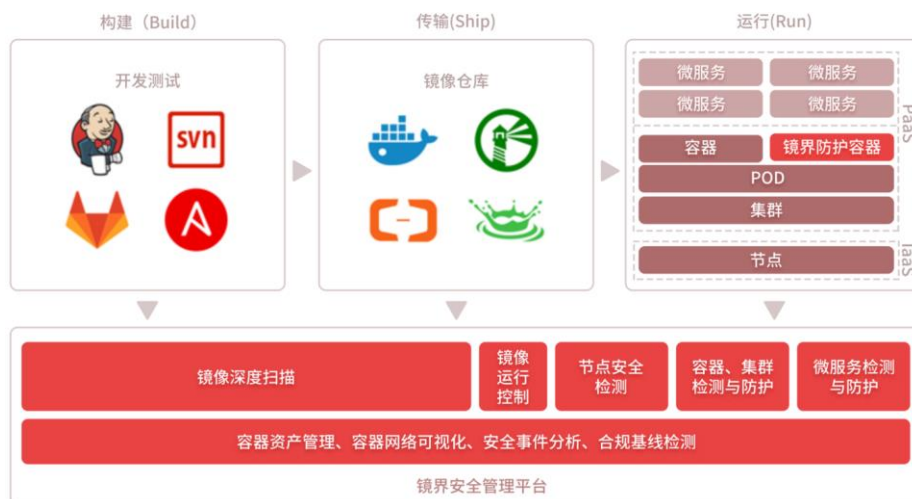 构建（Build）
传输(Ship)
运行(Run)
开发测试
svn
镜像仓库
微服务
微服务
微服务
微服务
PaaS
容器
镜界防护容器
POD
集群
节点
IaaS
镜像深度扫描
镜像
运行
控制
节点安全
检测
容器、集群
检测与防护
微服务检测
与防护
容器资产管理、容器网络可视化、安全事件分析、合规基线检测
镜界安全管理平台